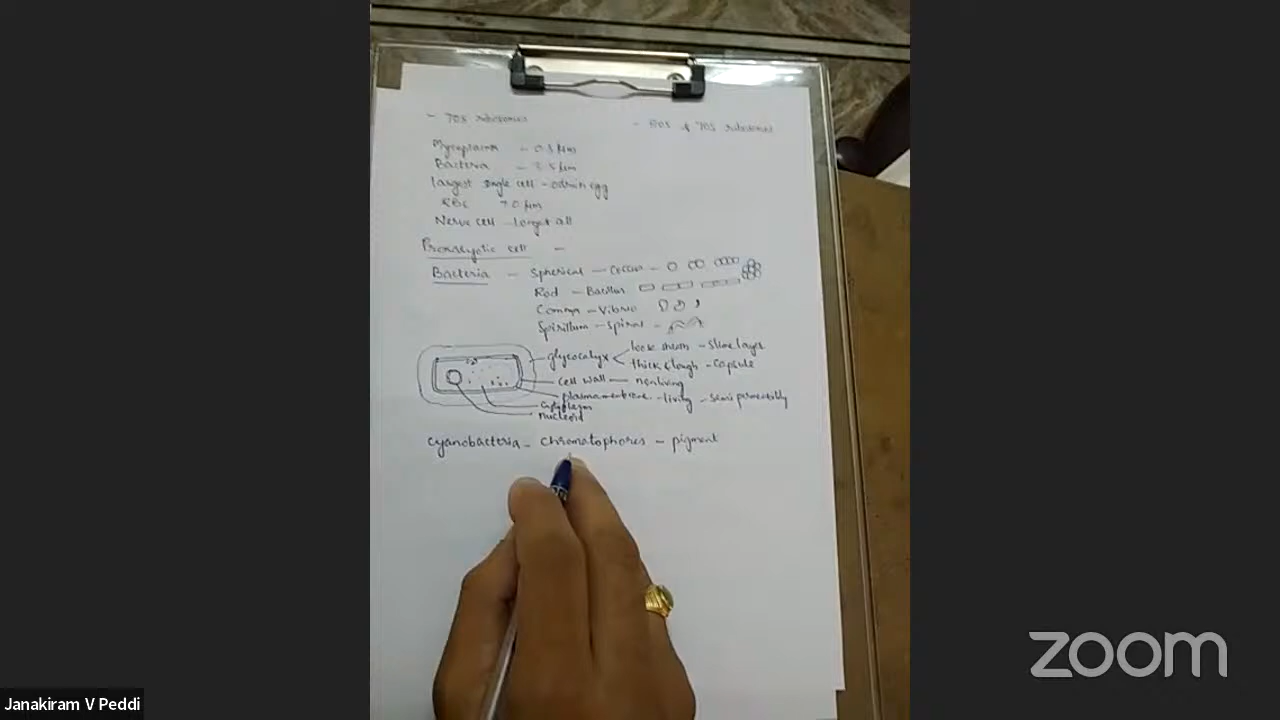 - 70S ribosomes
- 80S & 70S ribosomes
Mycoplasma - 0.3 µm
Bacteria - 3.5 µm
largest single cell - ostrich egg
RBC 7.0 µm
Nerve cell - longest cell
Prokaryotic cell -
Bacteria - Spherical - Coccus -
Rod - Bacillus
Comma - Vibrio
Spirillum - Spiral -
glycocalyx
loose sheath - slime layer
thick & tough - capsule
cell wall - nonliving
plasma membrane - living - semi permeability
Cytoplasm
nucleoid
Cyanobacteria - chromatophores - pigment
Janakiram V Peddi
zoom